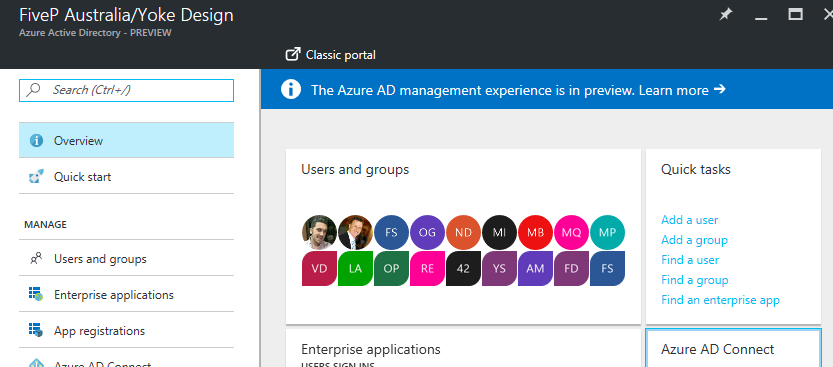 FiveP Australia/Yoke Design
Azure Active Directory - PREVIEW
Classic portal
Search (Ctrl+/)
The Azure AD management experience is in preview. Learn more →
Overview
Quick start
MANAGE
Users and groups
Enterprise applications
App registrations
Azure AD Connect
Users and groups
FS OG ND MI MB MQ MP
VD LA OP RE 42 YS AM FD FS
Quick tasks
Add a user
Add a group
Find a user
Find a group
Find an enterprise app
Enterprise applications
USERS SIGN INS
Azure AD Connect